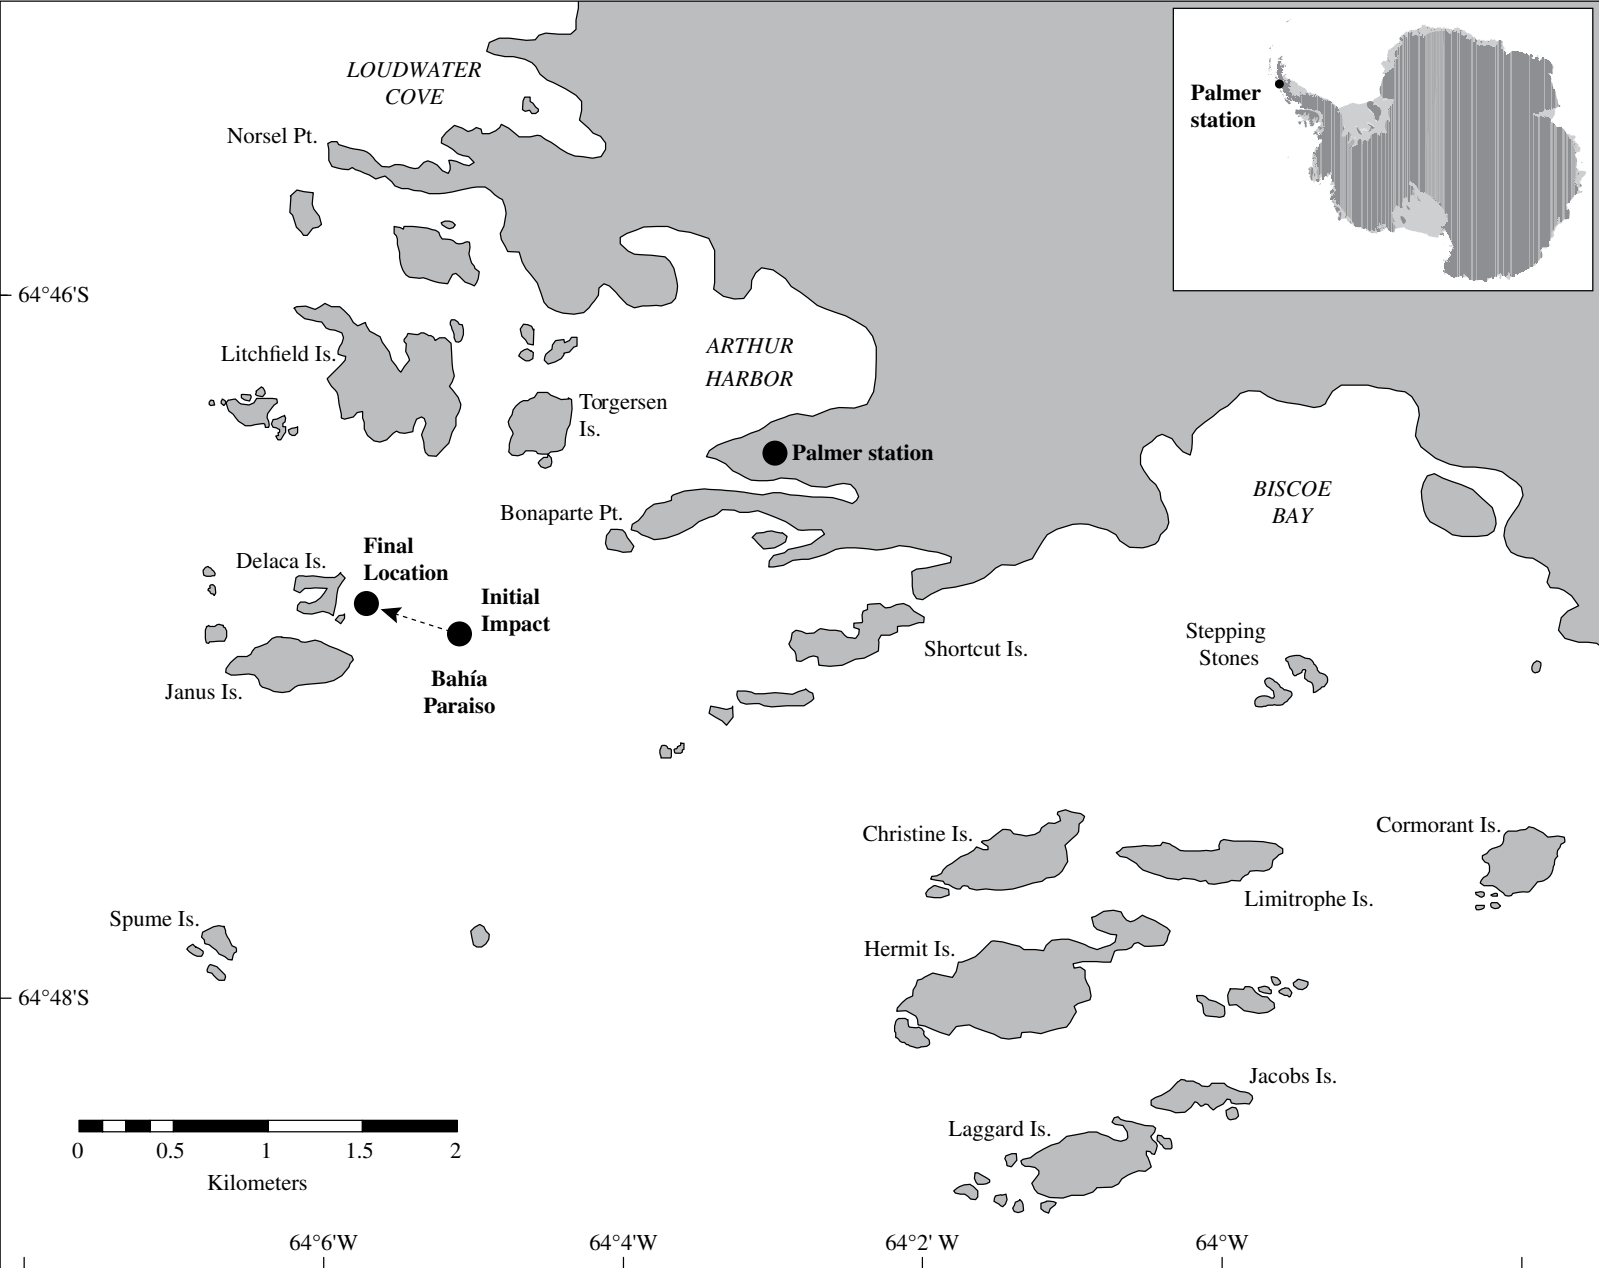 LOUDWATER
COVE
Norsel Pt.
Palmer
station
64°46'S
Litchfield Is.
ARTHUR
HARBOR
Torgersen
Is.
Palmer station
BISCOE
BAY
Bonaparte Pt.
Delaca Is.
Final
Location
Initial
Impact
Bahía
Paraiso
Janus Is.
Shortcut Is.
Stepping
Stones
Christine Is.
Cormorant Is.
Limitrophe Is.
Spume Is.
Hermit Is.
64°48'S
Jacobs Is.
Laggard Is.
0 0.5 1 1.5 2
Kilometers
64°6'W 64°4'W 64°2' W 64°W